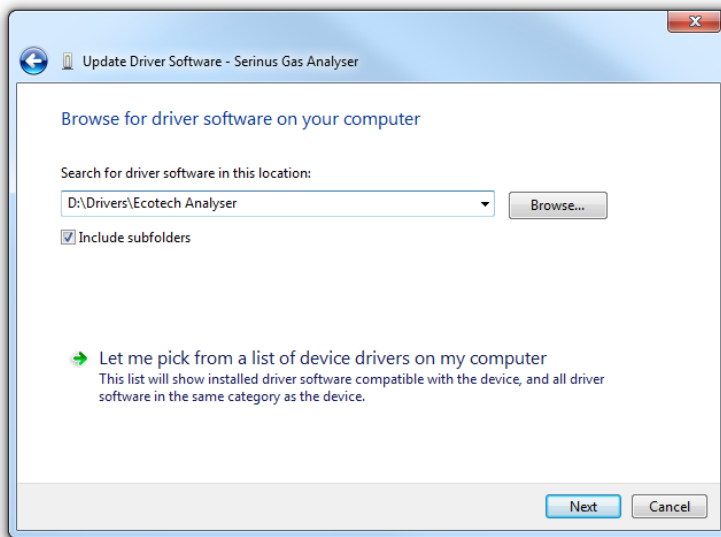 Update Driver Software - Serinus Gas Analyser
Browse for driver software on your computer
Search for driver software in this location:
D:\Drivers\Ecotech Analyser
Browse...
Include subfolders
Let me pick from a list of device drivers on my computer
This list will show installed driver software compatible with the device, and all driver
software in the same category as the device.
Next
Cancel